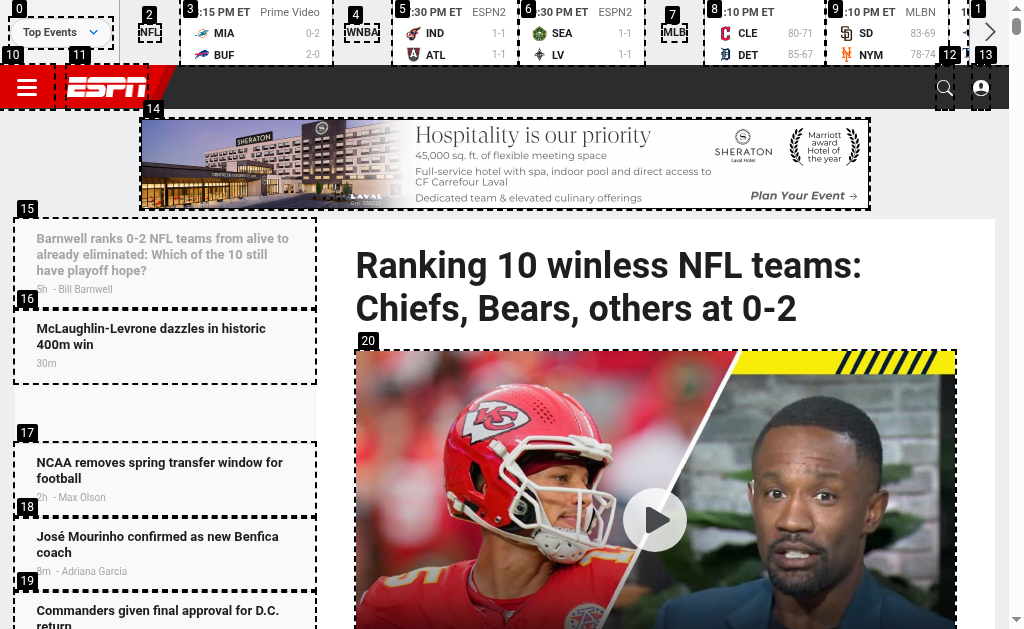 0
Top Events
2
NFL
3
:15 PM ET Prime Video
MIA 0-2
BUF 2-0
4
WNBA
5
:30 PM ET ESPN2
IND 1-1
ATL 1-1
6
:30 PM ET ESPN2
SEA 1-1
LV 1-1
7
MLB
8
:10 PM ET
CLE 80-71
DET 85-67
9
:10 PM ET MLBN
SD 83-69
NYM 78-74
1
10
11
ESPN
12
13
14
SHERATON
LAVAL
Hospitality is our priority
45,000 sq. ft. of flexible meeting space
Full-service hotel with spa, indoor pool and direct access to
CF Carrefour Laval
Dedicated team & elevated culinary offerings
SHERATON
Laval Hotel
Marriott
award
Hotel of
the year
Plan Your Event →
15
Barnwell ranks 0-2 NFL teams from alive to
already eliminated: Which of the 10 still
have playoff hope?
5h - Bill Barnwell
16
McLaughlin-Levrone dazzles in historic
400m win
30m
17
NCAA removes spring transfer window for
football
2h - Max Olson
18
José Mourinho confirmed as new Benfica
coach
8m - Adriana Garcia
19
Commanders given final approval for D.C.
return
Ranking 10 winless NFL teams:
Chiefs, Bears, others at 0-2
20